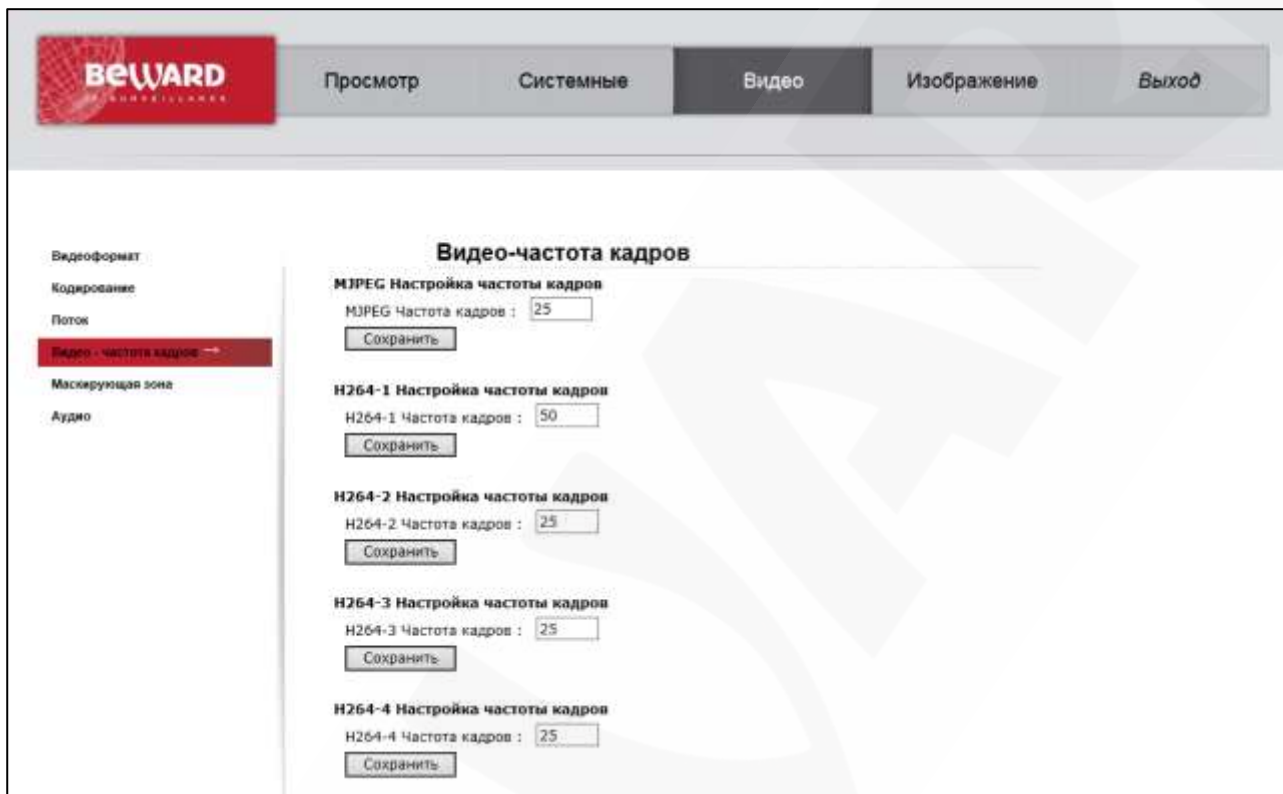 BEWARD
IP SURVEILLANCE
Просмотр
Системные
Видео
Изображение
Выход
Видеоформат
Кодирование
Поток
Видео - частота кадров →
Маскирующая зона
Аудио
Видео-частота кадров
MJPEG Настройка частоты кадров
MJPEG Частота кадров : 25
Сохранить
H264-1 Настройка частоты кадров
H264-1 Частота кадров : 50
Сохранить
H264-2 Настройка частоты кадров
H264-2 Частота кадров : 25
Сохранить
H264-3 Настройка частоты кадров
H264-3 Частота кадров : 25
Сохранить
H264-4 Настройка частоты кадров
H264-4 Частота кадров : 25
Сохранить